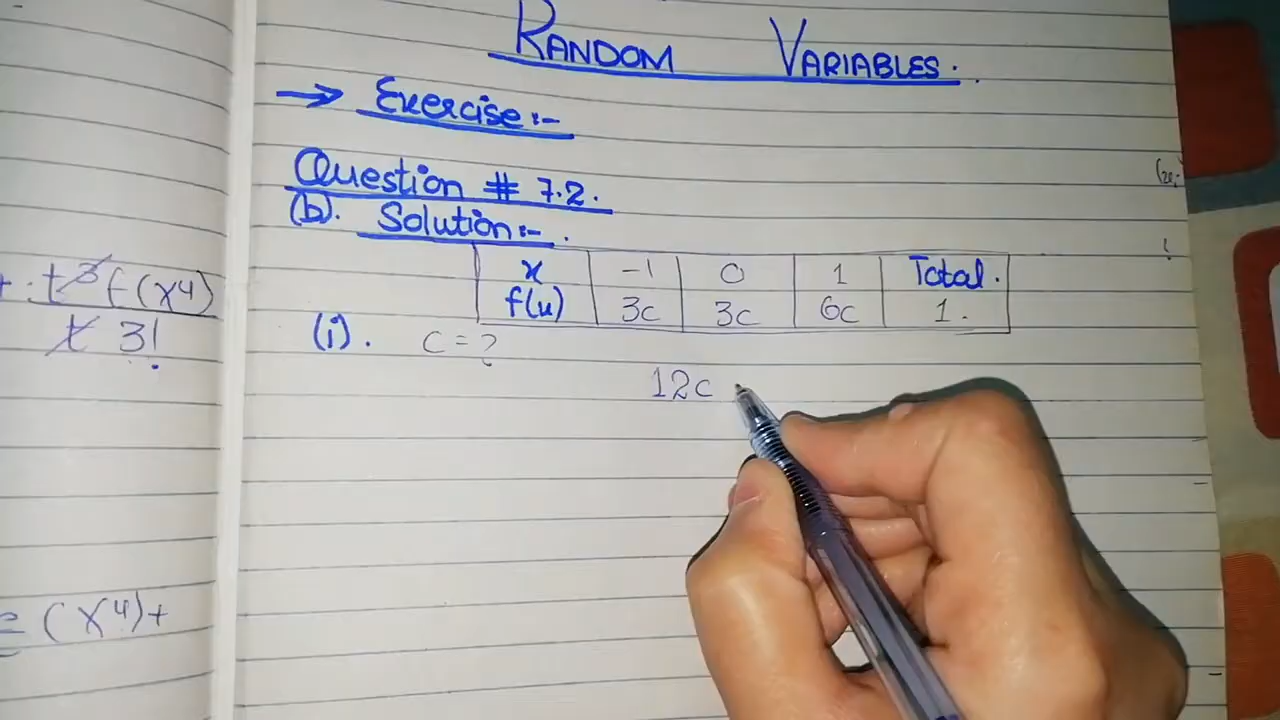 RANDOM VARIABLES.
→ Exercise:-
Question # 7.2.
(b). Solution:-.
x -1 0 1 Total.
f(x) 3c 3c 6c 1.
(i). c = ?
12c
+ . t³ f(x⁴)
t 3!
= (x⁴) +